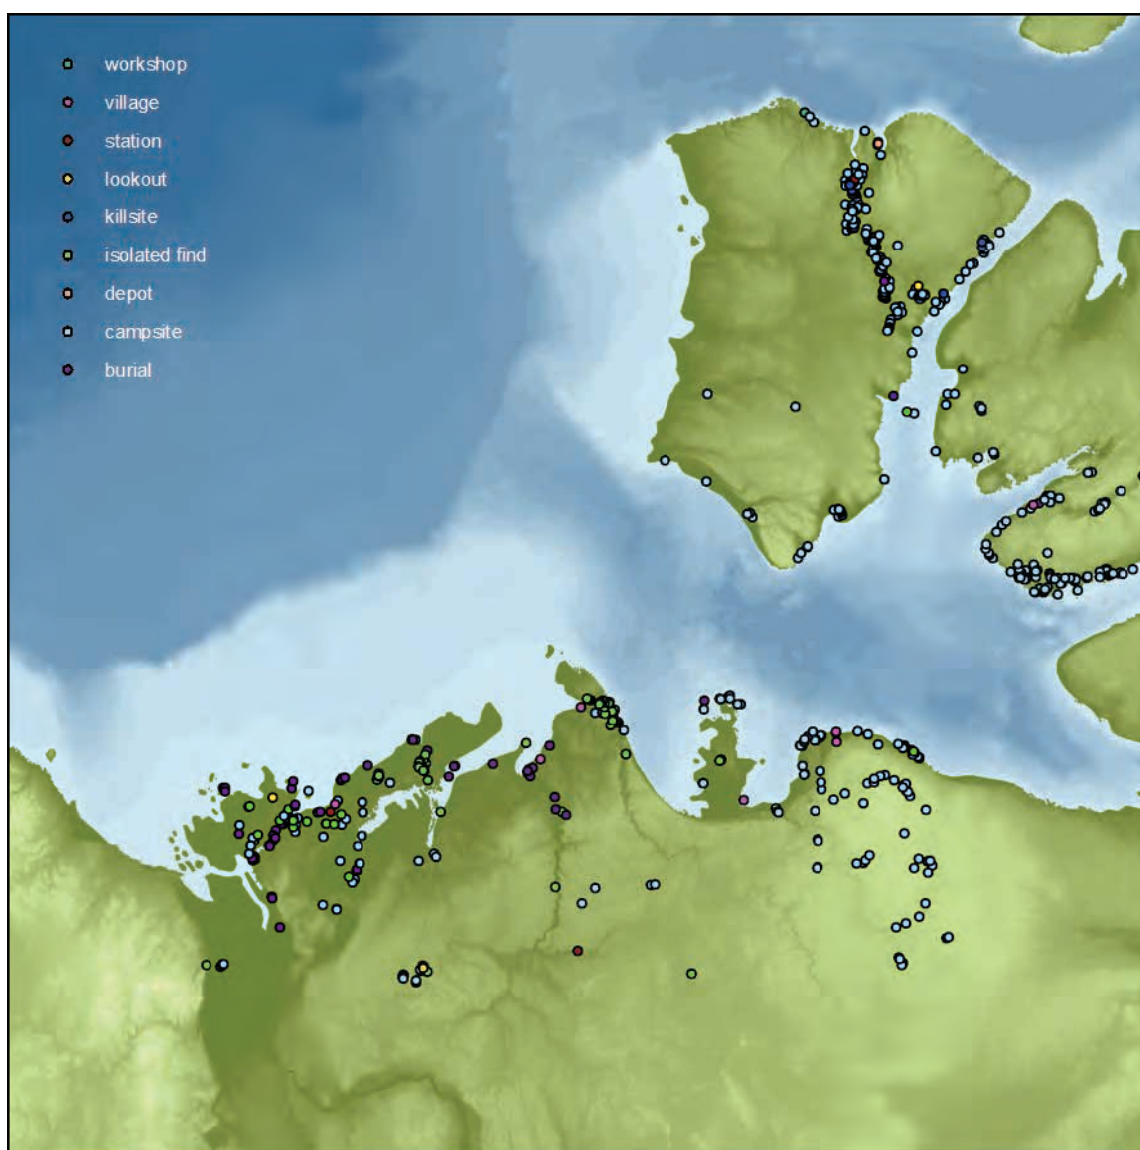 workshop
village
station
lookout
killsite
isolated find
depot
campsite
burial